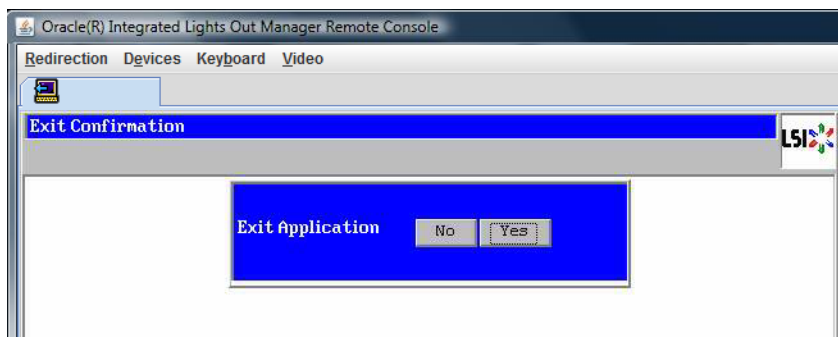 Oracle(R) Integrated Lights Out Manager Remote Console
Redirection Devices Keyboard Video
Exit Confirmation
LSI
Exit Application No Yes